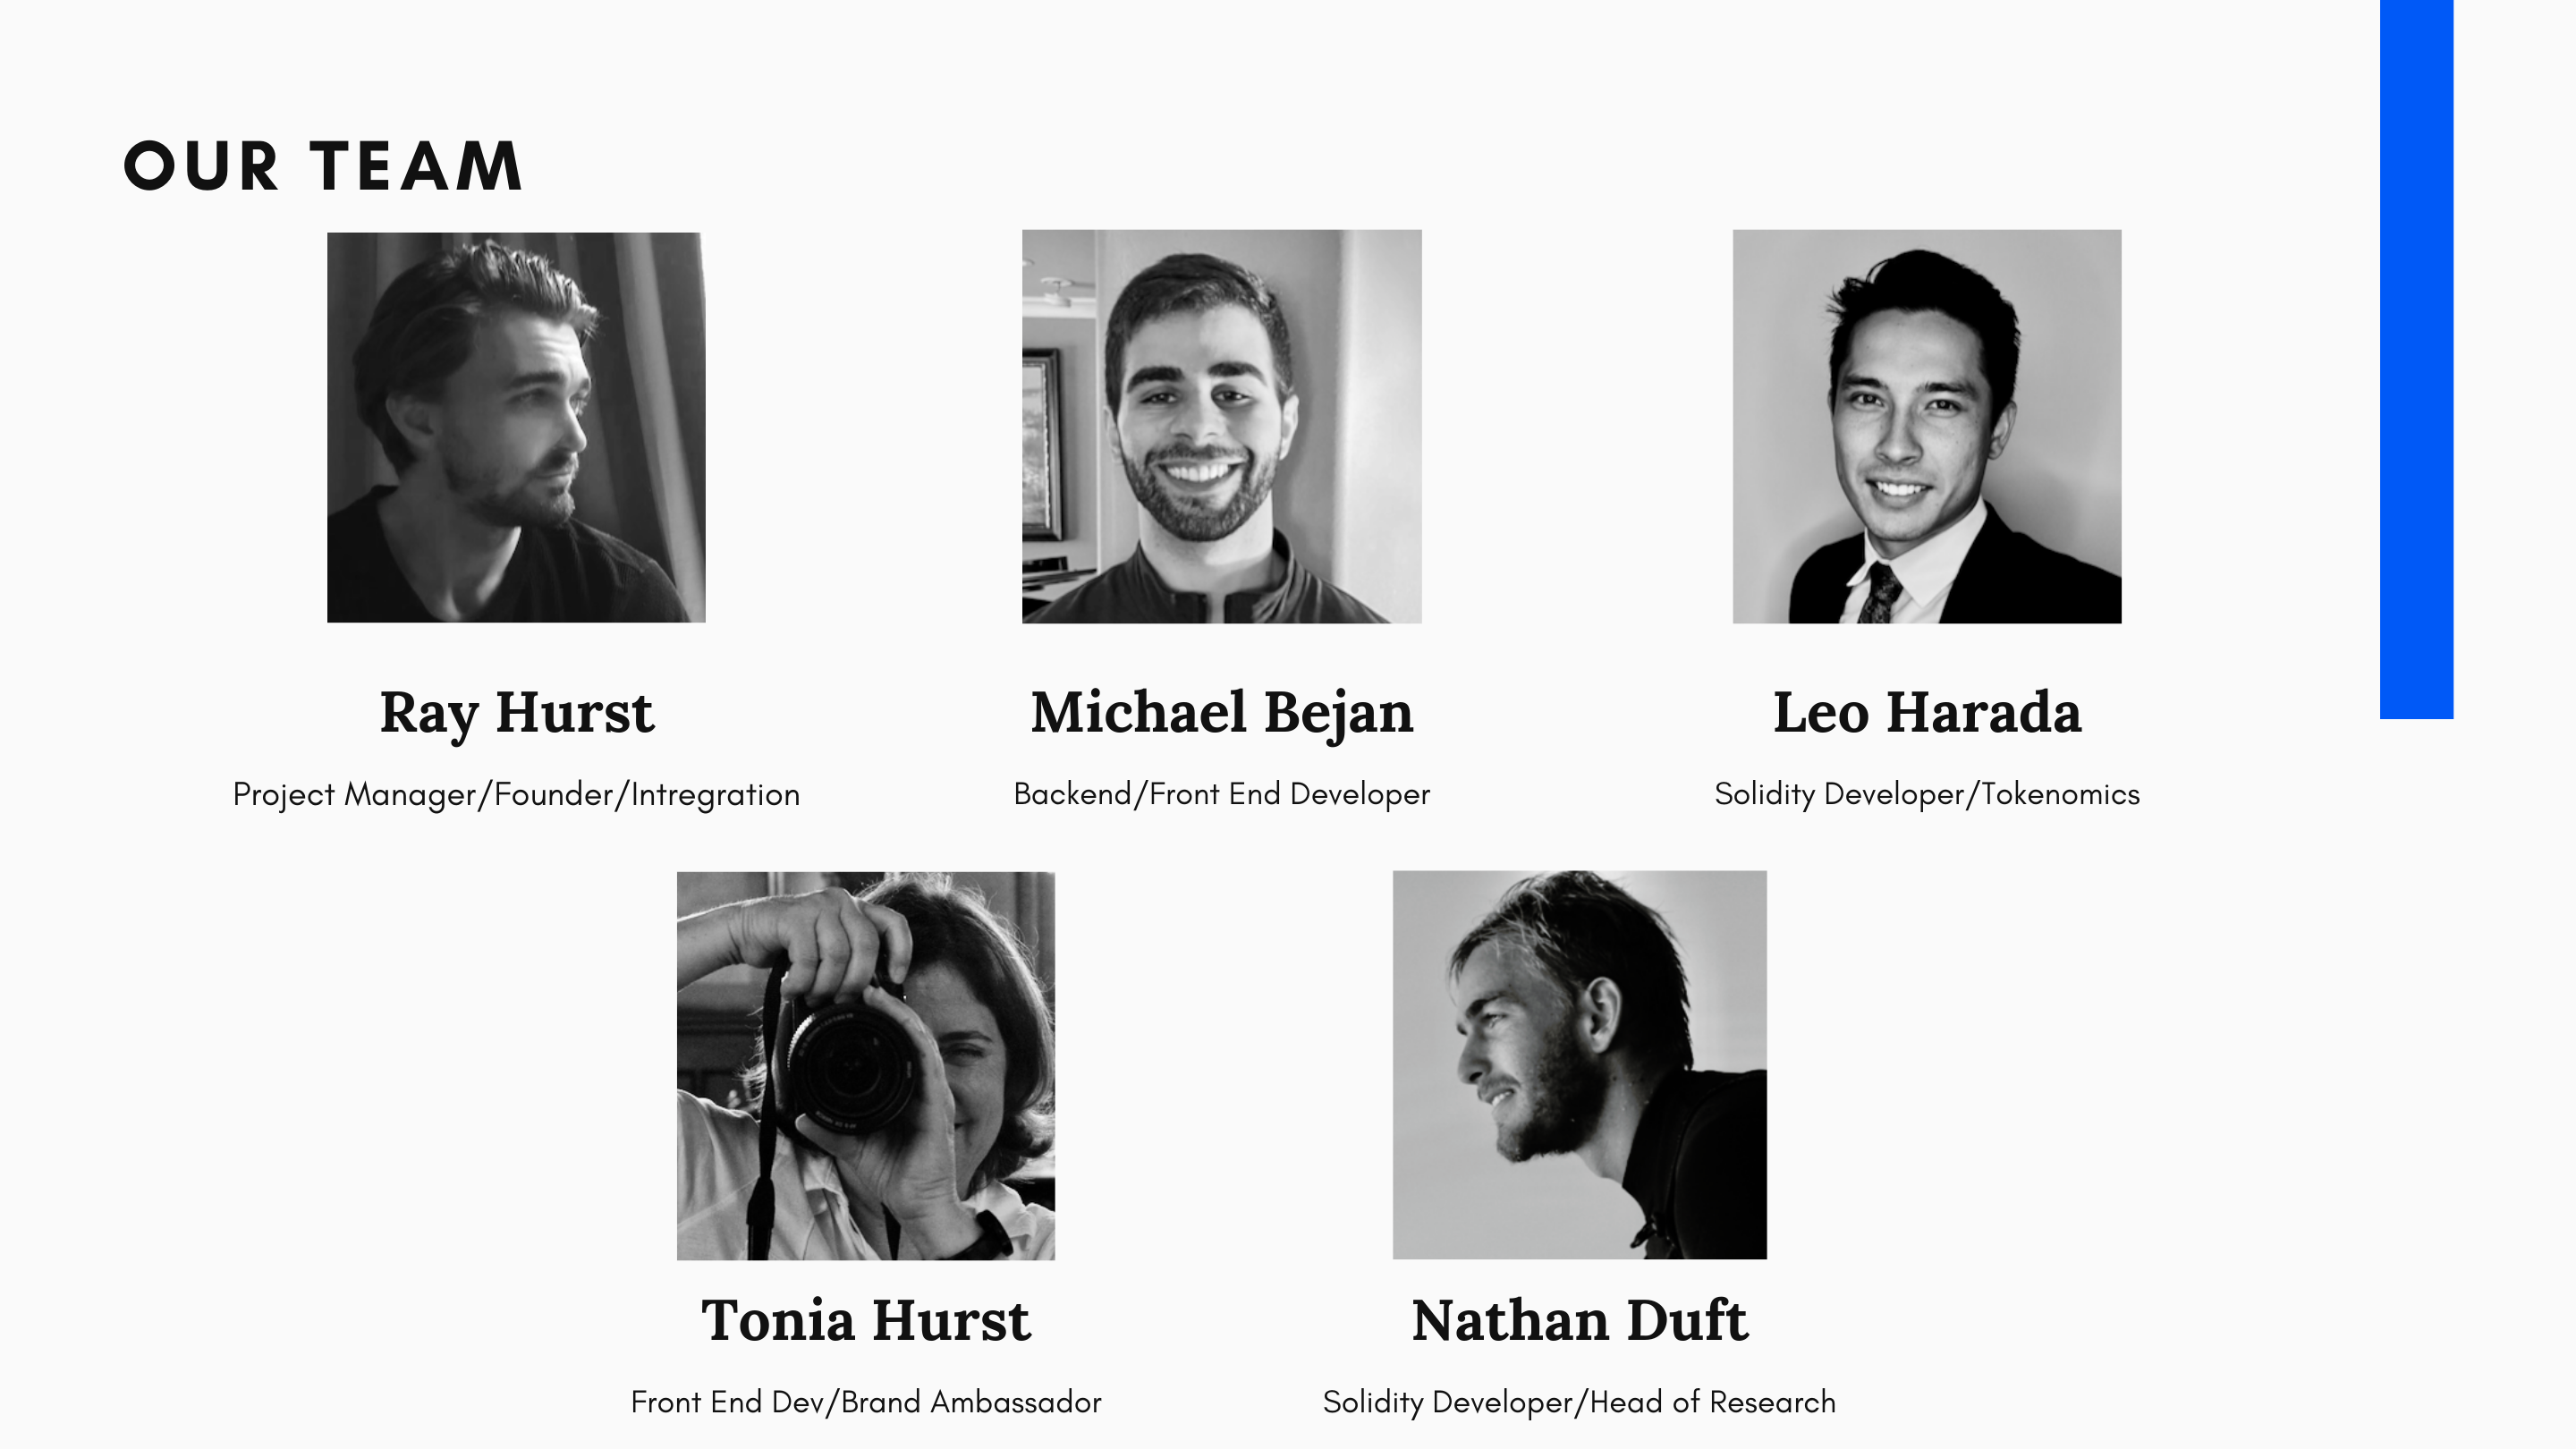 OUR TEAM
Ray Hurst
Michael Bejan
Leo Harada
Project Manager/Founder/Intregration
Backend/Front End Developer
Solidity Developer/Tokenomics
Tonia Hurst
Nathan Duft
Front End Dev/Brand Ambassador
Solidity Developer/Head of Research